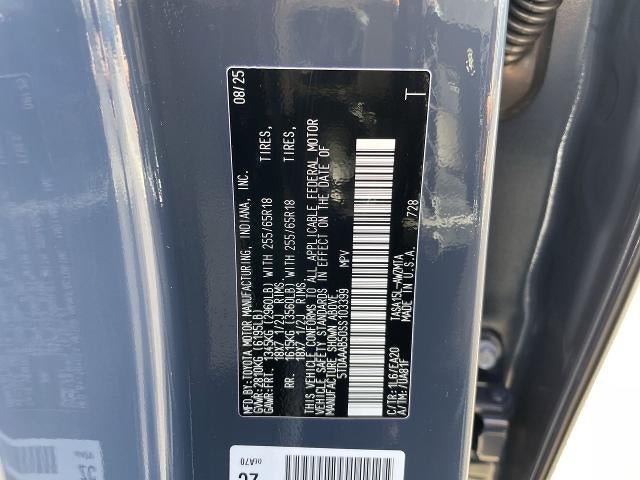 MFD.BY:TOYOTA MOTOR MANUFACTURING, INDIANA, INC. 08/25
GVWR:2810KG (6195LB)
GAWR:FRT. 1345KG (2960LB) WITH 255/65R18 TIRES,
18X7 1/2J RIMS
RR. 1615KG (3560LB) WITH 255/65R18 TIRES,
18X7 1/2J RIMS
THIS VEHICLE CONFORMS TO ALL APPLICABLE FEDERAL MOTOR
VEHICLE SAFETY STANDARDS IN EFFECT ON THE DATE OF
MANUFACTURE SHOWN ABOVE.
5TDAAAB50SS103399 MPV
C/TR:1L6/EA20 TASA15L-AWZMTA 728
A/TM:-/UA81F MADE IN U.S.A.
T